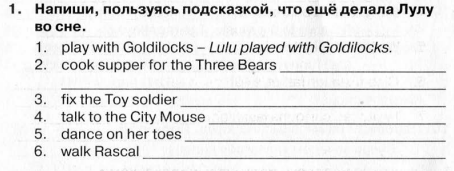 1. Напиши, пользуясь подсказкой, что ещё делала Лулу
во сне.
1. play with Goldilocks – Lulu played with Goldilocks.
2. cook supper for the Three Bears
3. fix the Toy soldier
4. talk to the City Mouse
5. dance on her toes
6. walk Rascal